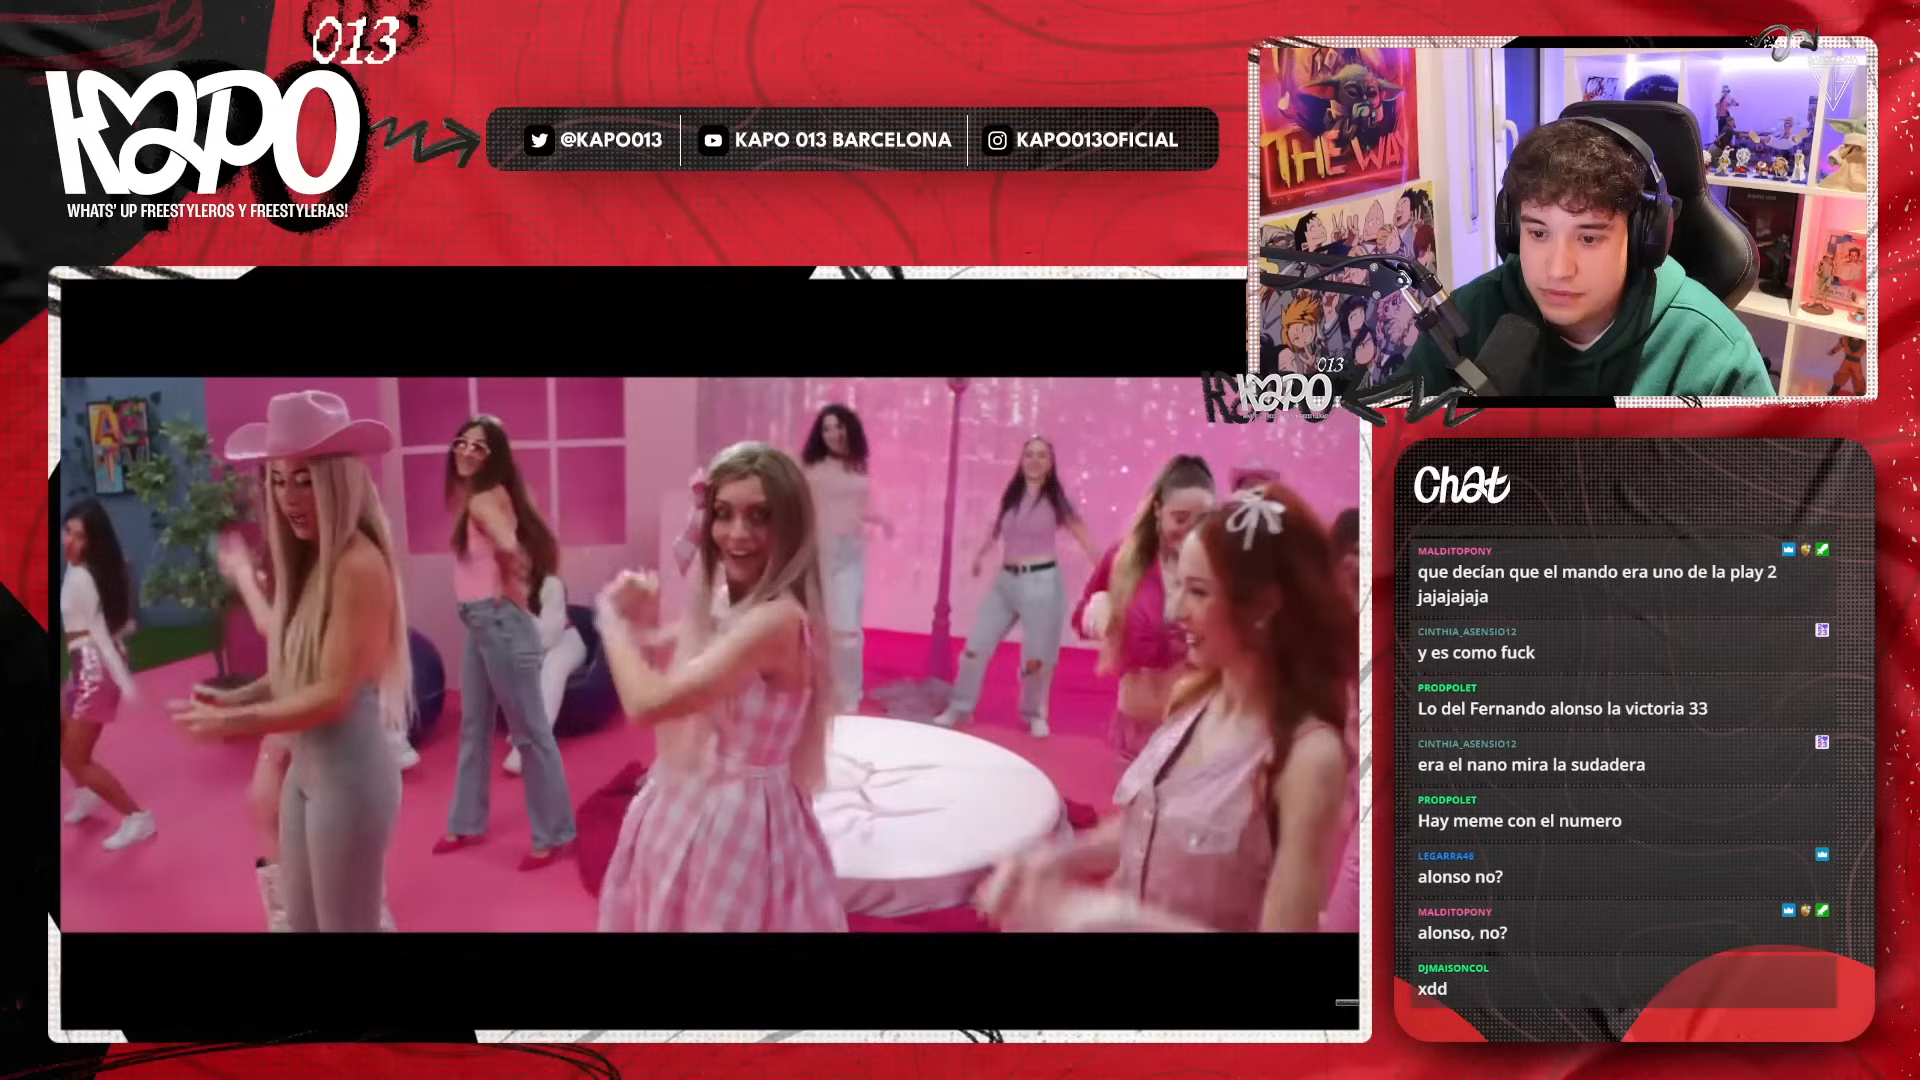 013
KAPO
WHATS' UP FREESTYLEROS Y FREESTYLERAS!
@KAPO013
KAPO 013 BARCELONA
KAPO013OFICIAL
THE WAY
013
KAPO
Chat
MALDITOPONY
que decían que el mando era uno de la play 2
jajajajaja
CINTHIA_ASENSIO12
y es como fuck
PRODPOLET
Lo del Fernando alonso la victoria 33
CINTHIA_ASENSIO12
era el nano mira la sudadera
PRODPOLET
Hay meme con el numero
LEGARRA46
alonso no?
MALDITOPONY
alonso, no?
DJMAISONCOL
xdd